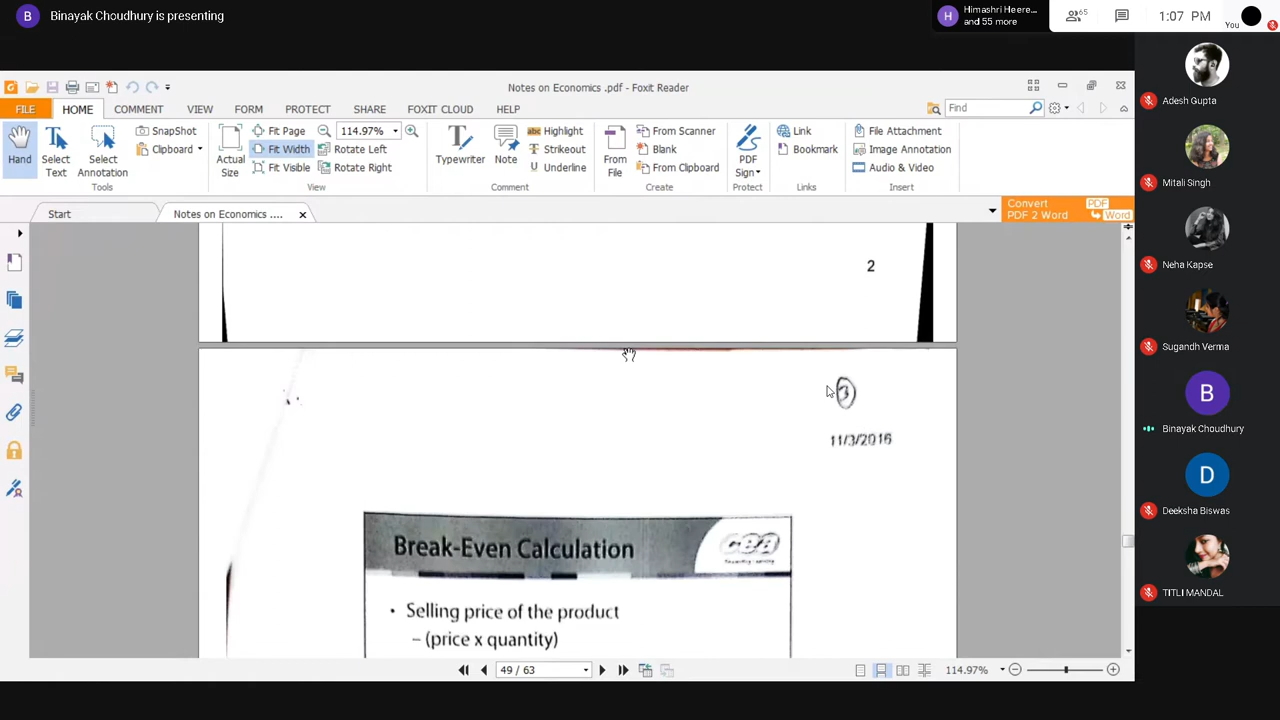 B Binayak Choudhury is presenting
H Himashri Heere...
and 55 more
65
1:07 PM
You
Notes on Economics .pdf - Foxit Reader
FILE HOME COMMENT VIEW FORM PROTECT SHARE FOXIT CLOUD HELP
Find
Hand
Select
Text
Select
Annotation
SnapShot
Clipboard
Tools
Actual
Size
Fit Page
Fit Width
Fit Visible
114.97%
Rotate Left
Rotate Right
View
Typewriter
Note
Highlight
Strikeout
Underline
Comment
From
File
From Scanner
Blank
From Clipboard
Create
PDF
Sign
Protect
Link
Bookmark
Links
File Attachment
Image Annotation
Audio & Video
Insert
Start
Notes on Economics ....
Convert
PDF 2 Word
PDF
Word
2
3
11/3/2016
Break-Even Calculation
cea
• Selling price of the product
– (price x quantity)
49 / 63
114.97%
Adesh Gupta
Mitali Singh
Neha Kapse
Sugandh Verma
B
Binayak Choudhury
D
Deeksha Biswas
TITLI MANDAL